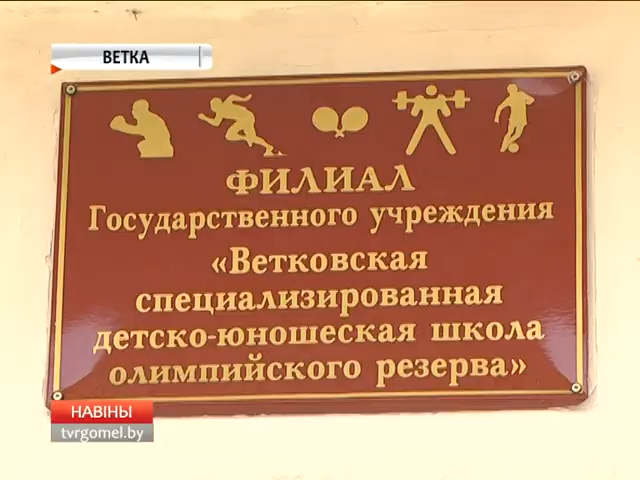 ВЕТКА
ФИЛИАЛ
Государственного учреждения
«Ветковская
специализированная
детско-юношеская школа
олимпийского резерва»
НАВІНЫ
tvrgomel.by